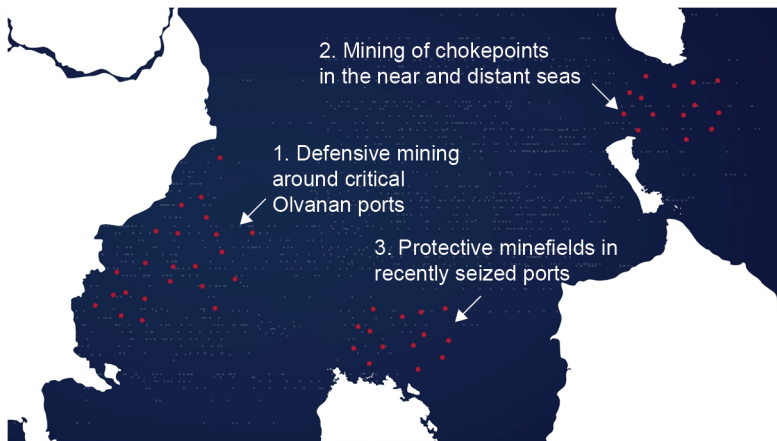 2. Mining of chokepoints
in the near and distant seas
1. Defensive mining
around critical
Olvanan ports
3. Protective minefields in
recently seized ports